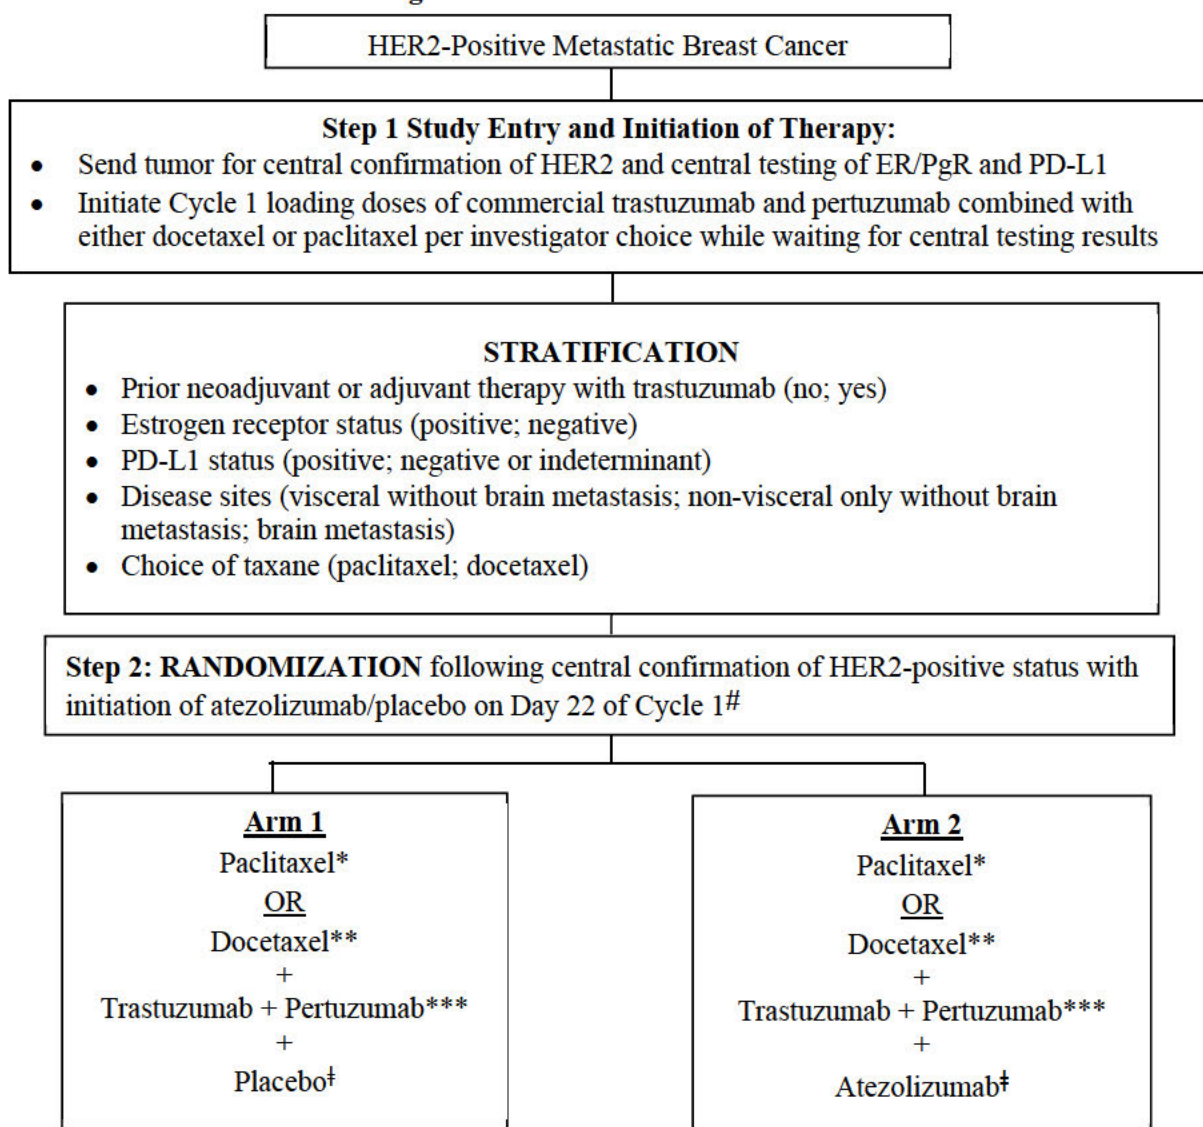 HER2-Positive Metastatic Breast Cancer
Step 1 Study Entry and Initiation of Therapy:
• Send tumor for central confirmation of HER2 and central testing of ER/PgR and PD-L1
• Initiate Cycle 1 loading doses of commercial trastuzumab and pertuzumab combined with
either docetaxel or paclitaxel per investigator choice while waiting for central testing results
STRATIFICATION
• Prior neoadjuvant or adjuvant therapy with trastuzumab (no; yes)
• Estrogen receptor status (positive; negative)
• PD-L1 status (positive; negative or indeterminant)
• Disease sites (visceral without brain metastasis; non-visceral only without brain
metastasis; brain metastasis)
• Choice of taxane (paclitaxel; docetaxel)
Step 2: RANDOMIZATION following central confirmation of HER2-positive status with
initiation of atezolizumab/placebo on Day 22 of Cycle 1#
Arm 1
Paclitaxel*
OR
Docetaxel**
+
Trastuzumab + Pertuzumab***
+
Placebo‡
Arm 2
Paclitaxel*
OR
Docetaxel**
+
Trastuzumab + Pertuzumab***
+
Atezolizumab‡